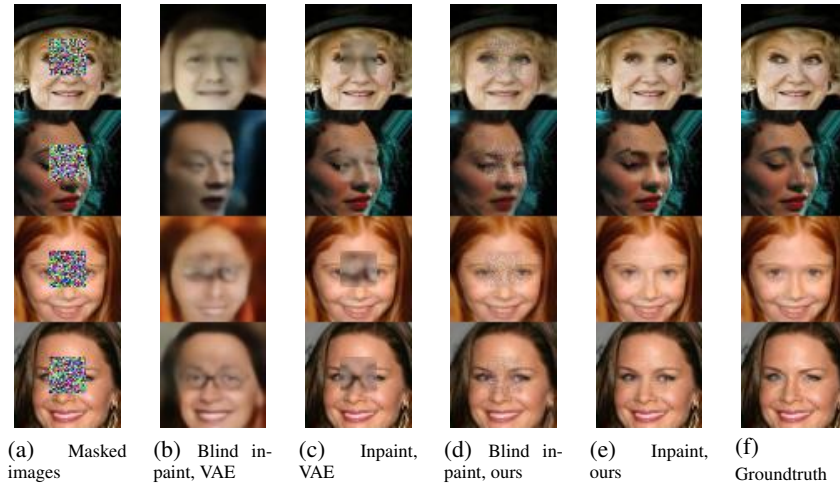 (a) Masked
images
(b) Blind in-
paint, VAE
(c) Inpaint,
VAE
(d) Blind in-
paint, ours
(e) Inpaint,
ours
(f)
Groundtruth